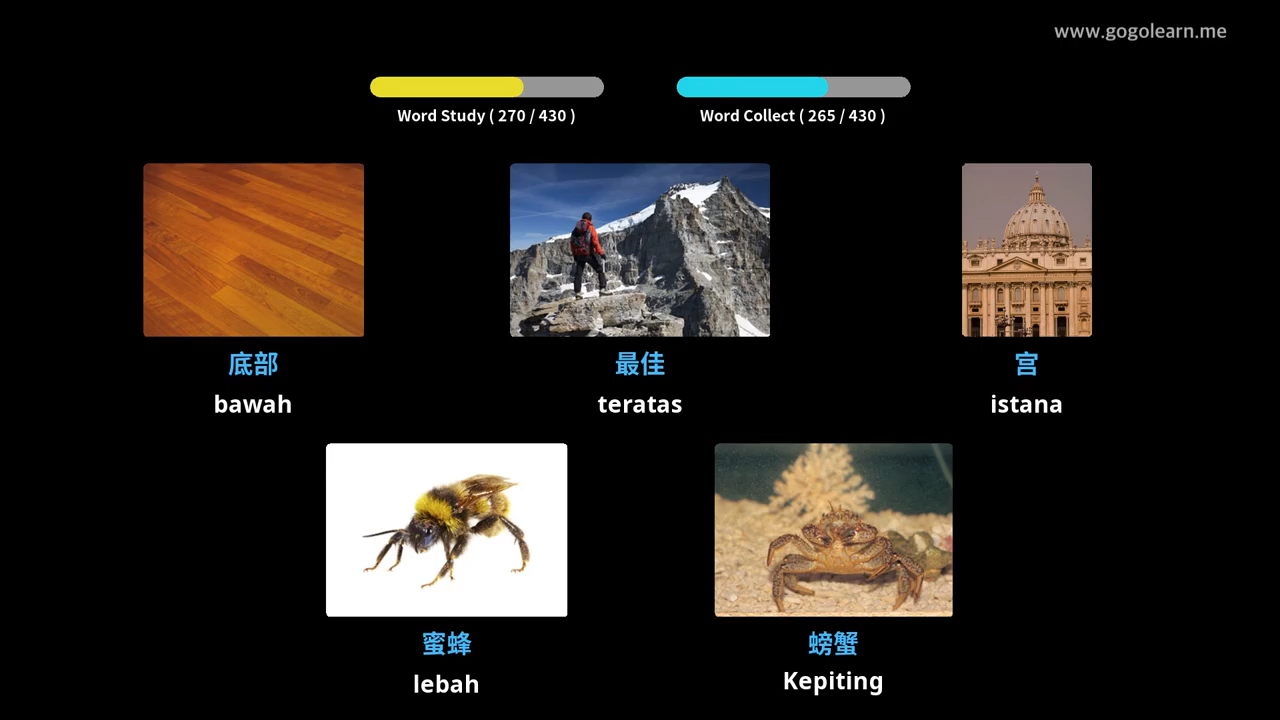 www.gogolearn.me
Word Study ( 270 / 430 )
Word Collect ( 265 / 430 )
底部
最佳
宫
bawah
teratas
istana
蜜蜂
螃蟹
lebah
Kepiting